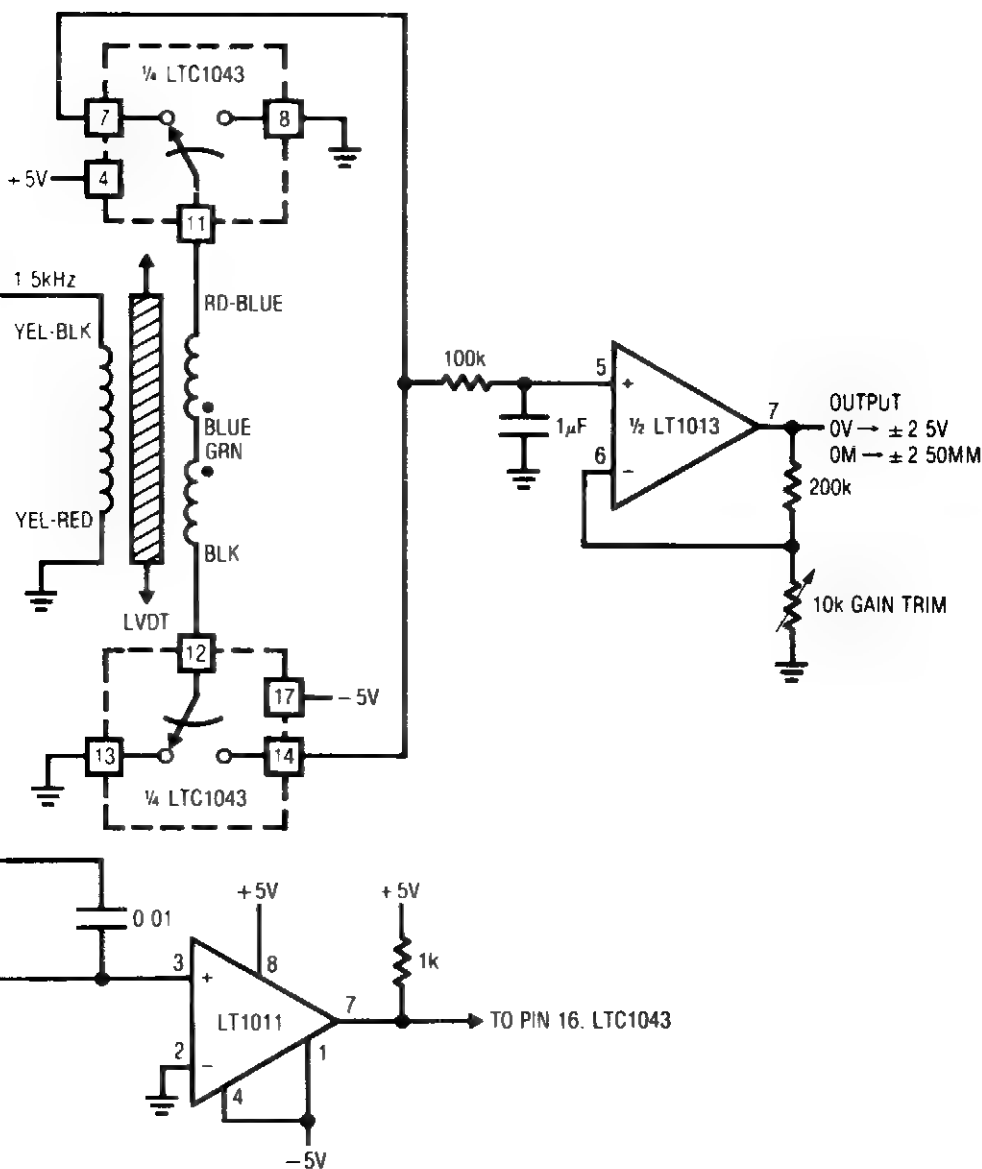 ¼ LTC1043
7
8
+5V
4
11
1 5kHz
RD-BLUE
YEL-BLK
BLUE
GRN
YEL-RED
BLK
LVDT
12
17
-5V
13
14
¼ LTC1043
100k
1µF
5
+
6
-
½ LT1013
7
OUTPUT
0V → ±2 5V
0M → ±2 50MM
200k
10k GAIN TRIM
0 01
+5V
+5V
1k
3
+
8
LT1011
7
TO PIN 16. LTC1043
2
-
1
4
-5V